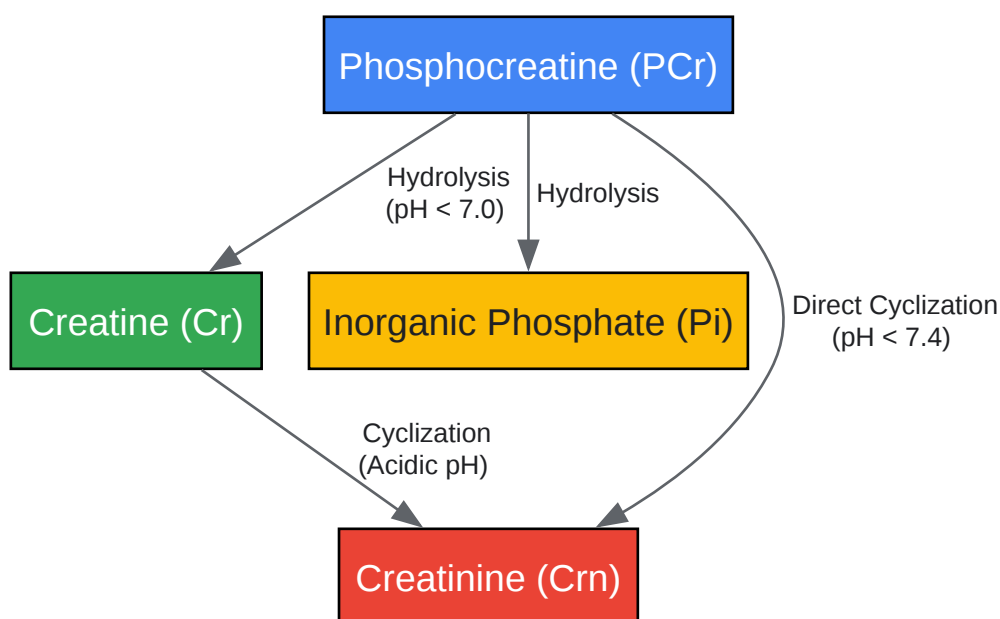 Phosphocreatine (PCr)
Hydrolysis
(pH < 7.0)
Hydrolysis
Creatine (Cr)
Inorganic Phosphate (Pi)
Direct Cyclization
(pH < 7.4)
Cyclization
(Acidic pH)
Creatinine (Crn)